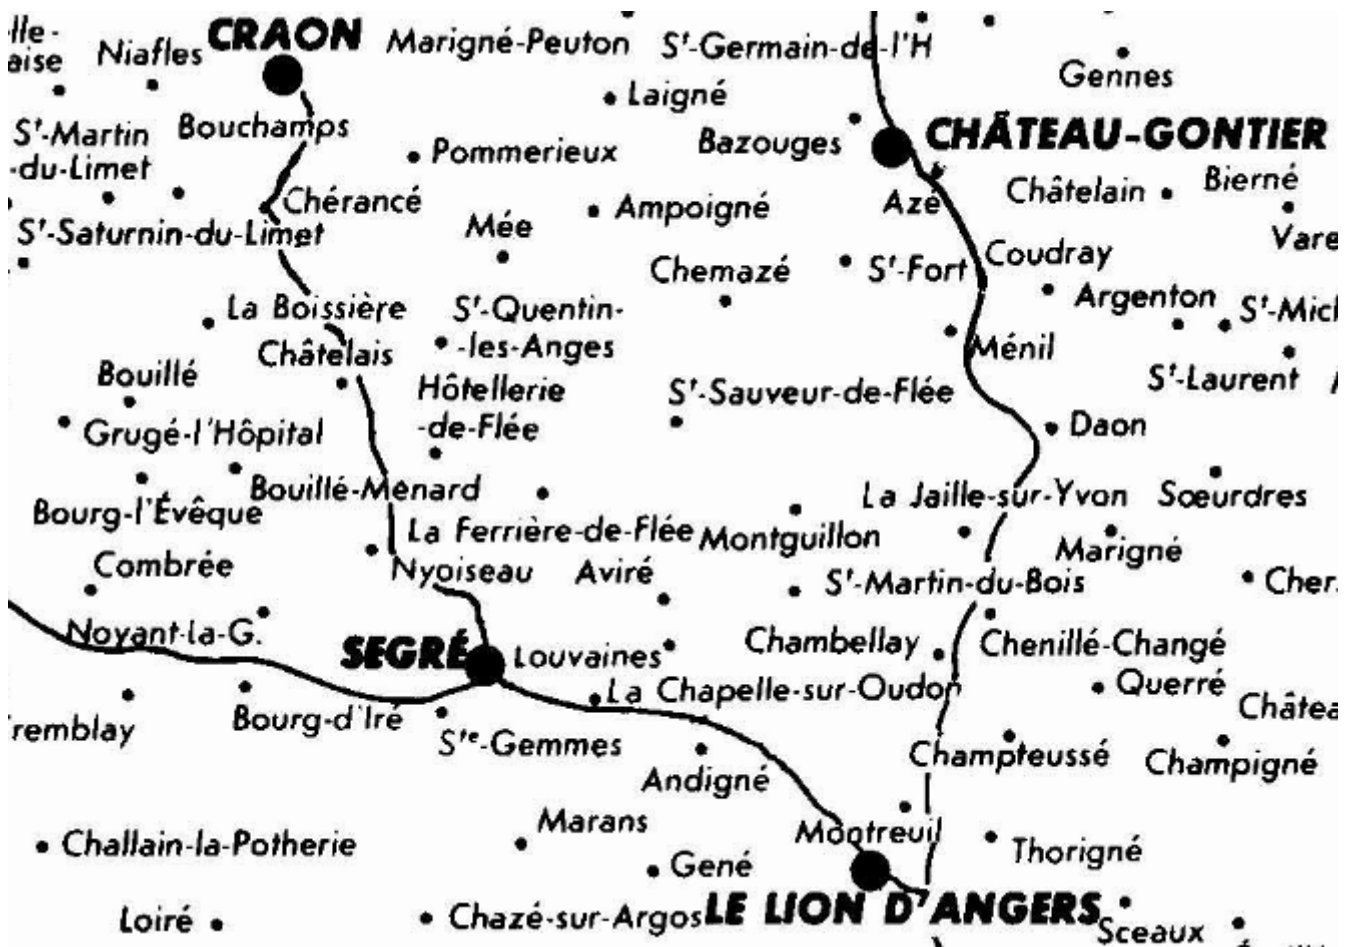 lle-
aise
Niafles
CRAON
Marigné-Peuton
Sᵗ-Germain-de-l'H
Gennes
Laigné
Sᵗ-Martin
-du-Limet
Bouchamps
Pommerieux
Bazouges
CHÂTEAU-GONTIER
Chérancé
Ampoigné
Azé
Châtelain
Bierné
Sᵗ-Saturnin-du-Limet
Mée
Vare
Chemazé
Sᵗ-Fort
Coudray
La Boissière
Sᵗ-Quentin-
-les-Anges
Argenton
Sᵗ-Mich
Châtelais
Ménil
Bouillé
Hôtellerie
-de-Flée
Sᵗ-Sauveur-de-Flée
Sᵗ-Laurent
Grugé-l'Hôpital
Daon
Bouillé-Ménard
La Jaille-sur-Yvon
Sœurdres
Bourg-l'Évêque
La Ferrière-de-Flée
Montguillon
Marigné
Combrée
Nyoiseau
Aviré
Sᵗ-Martin-du-Bois
Cher
Noyant-la-G.
SEGRÉ
Louvaines
Chambellay
Chenillé-Changé
La Chapelle-sur-Oudon
Querré
remblay
Bourg-d'Iré
Sᵗᵉ-Gemmes
Châtea
Andigné
Champteussé
Champigné
Challain-la-Potherie
Marans
Montreuil
Thorigné
Gené
Loiré
Chazé-sur-Argos
LE LION D'ANGERS
Sceaux